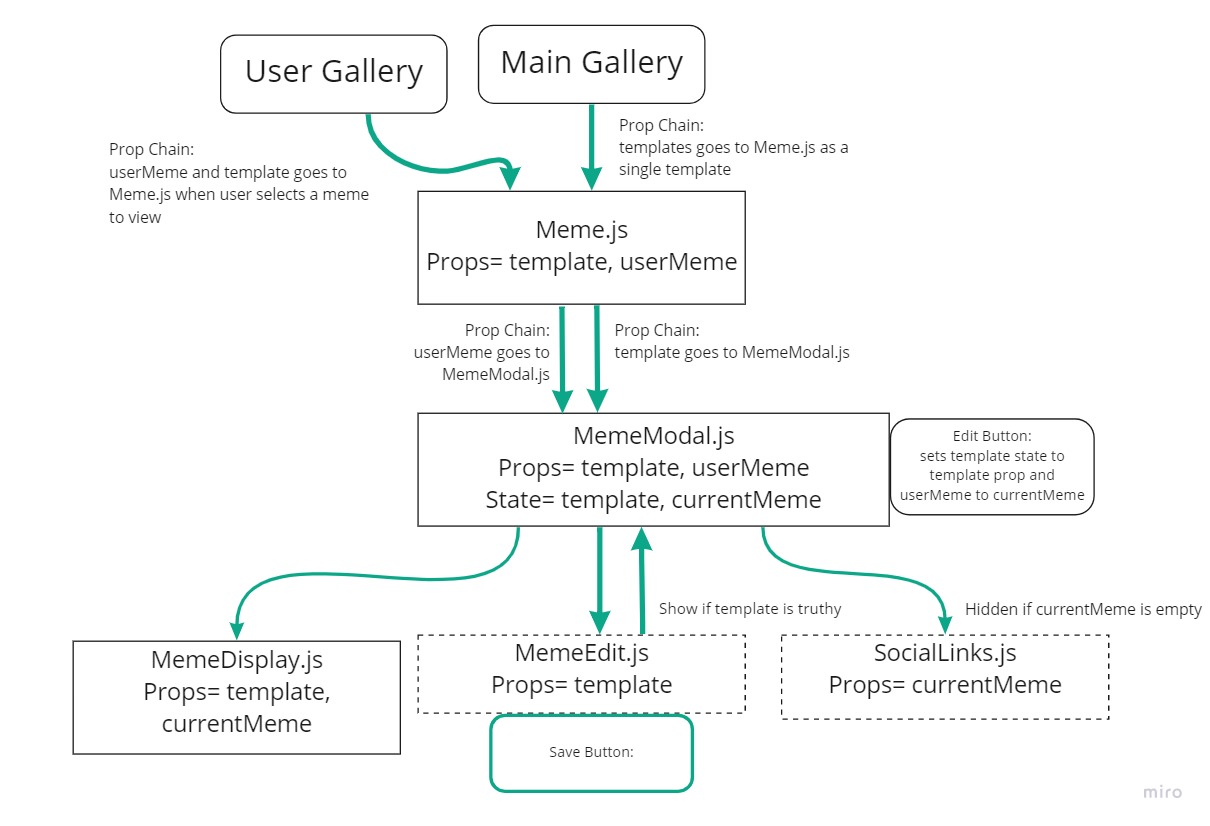 User Gallery
Main Gallery
Prop Chain:
userMeme and template goes to
Meme.js when user selects a meme
to view
Prop Chain:
templates goes to Meme.js as a
single template
Meme.js
Props= template, userMeme
Prop Chain:
userMeme goes to
MemeModal.js
Prop Chain:
template goes to MemeModal.js
MemeModal.js
Props= template, userMeme
State= template, currentMeme
Edit Button:
sets template state to
template prop and
userMeme to currentMeme
Show if template is truthy
Hidden if currentMeme is empty
MemeDisplay.js
Props= template,
currentMeme
MemeEdit.js
Props= template
SocialLinks.js
Props= currentMeme
Save Button:
miro